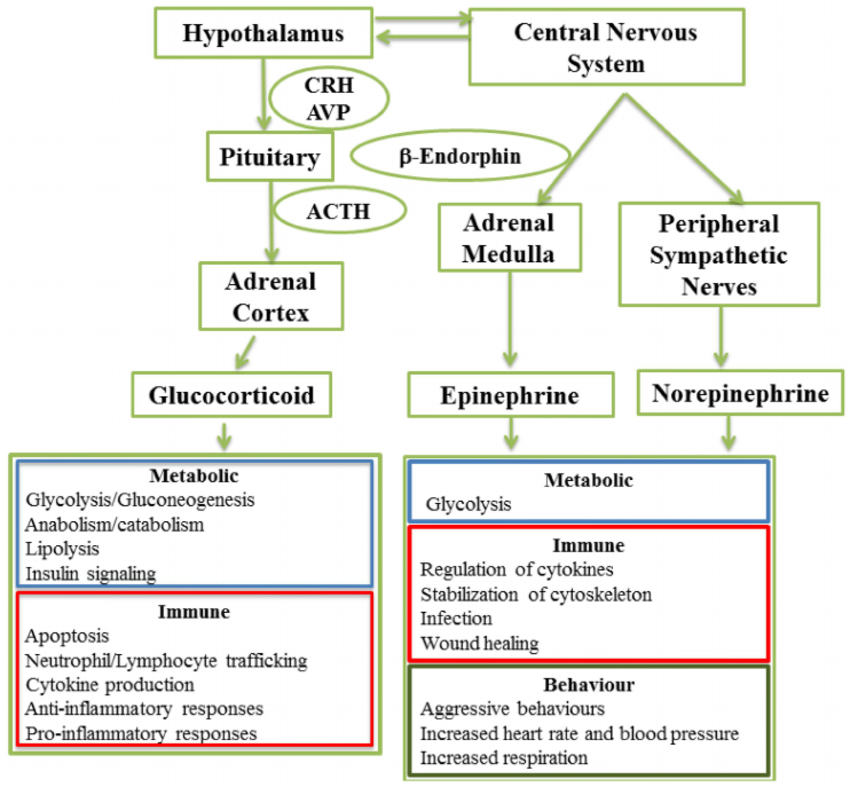 Hypothalamus
Central Nervous
System
CRH
AVP
Pituitary
β-Endorphin
ACTH
Adrenal
Medulla
Peripheral
Sympathetic
Nerves
Adrenal
Cortex
Glucocorticoid
Epinephrine
Norepinephrine
Metabolic
Glycolysis/Gluconeogenesis
Anabolism/catabolism
Lipolysis
Insulin signaling
Immune
Apoptosis
Neutrophil/Lymphocyte trafficking
Cytokine production
Anti-inflammatory responses
Pro-inflammatory responses
Metabolic
Glycolysis
Immune
Regulation of cytokines
Stabilization of cytoskeleton
Infection
Wound healing
Behaviour
Aggressive behaviours
Increased heart rate and blood pressure
Increased respiration